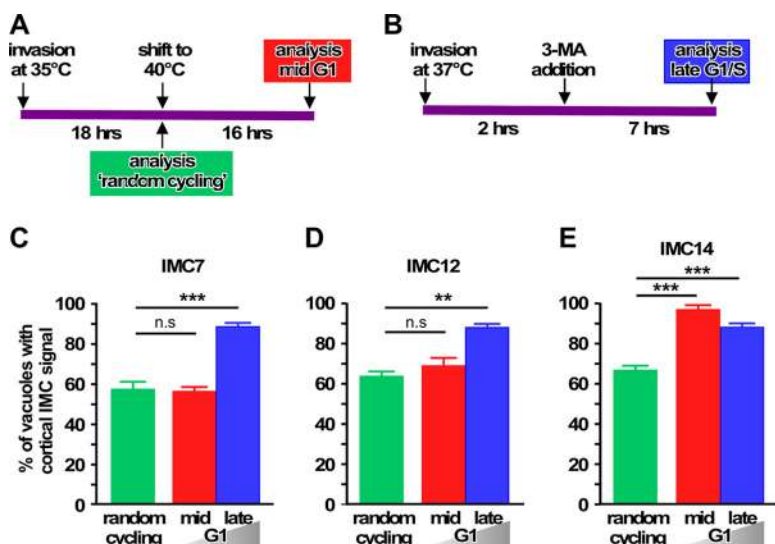 A
invasion
at 35°C
shift to
40°C
analysis
mid G1
18 hrs
16 hrs
analysis
'random cycling'
B
invasion
at 37°C
3-MA
addition
analysis
late G1/S
2 hrs
7 hrs
C
IMC7
% of vacuoles with
cortical IMC signal
100
80
60
40
20
0
***
n.s
random
cycling
mid
late
G1
D
IMC12
100
80
60
40
20
0
**
n.s
random
cycling
mid
late
G1
E
IMC14
100
80
60
40
20
0
***
***
random
cycling
mid
late
G1